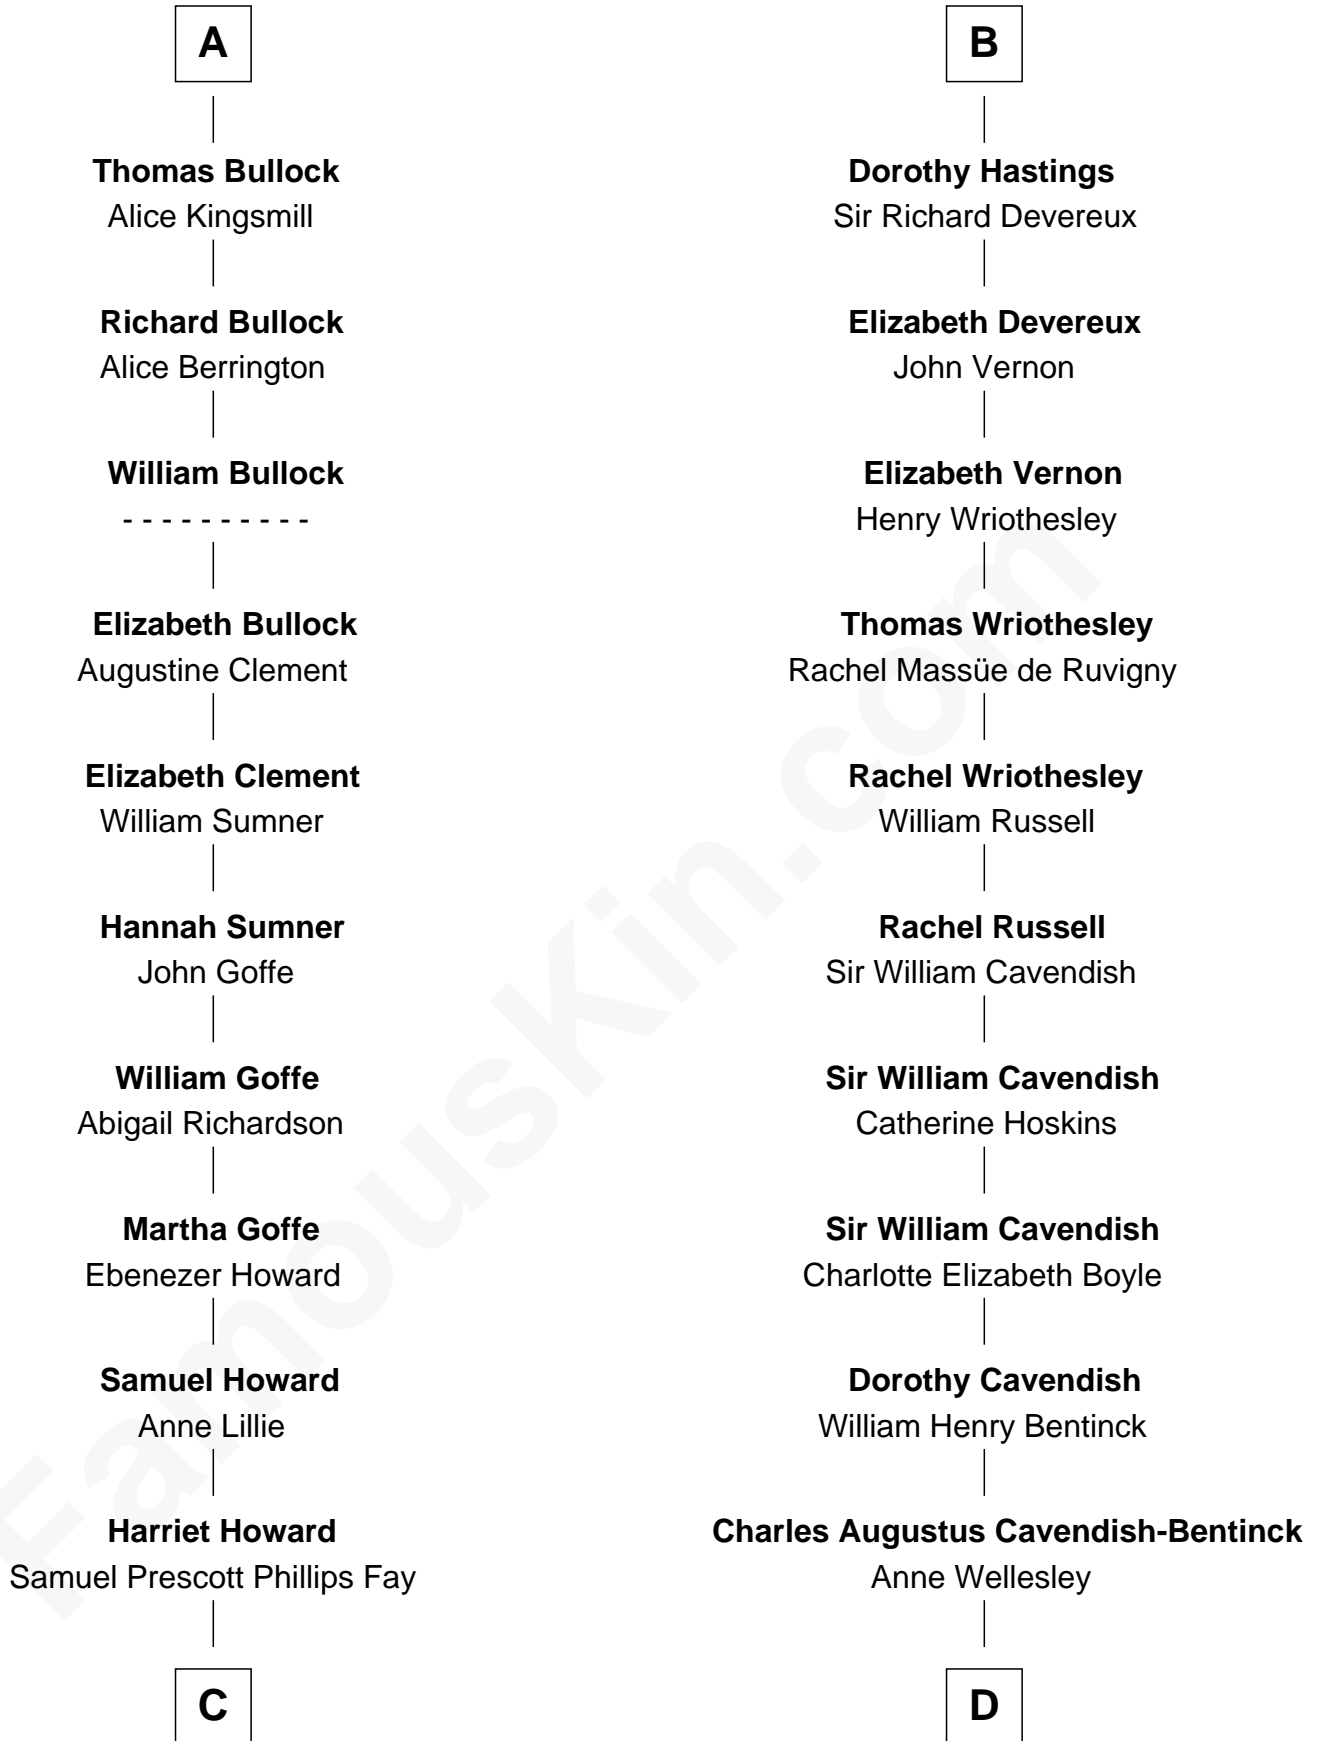 A
Thomas Bullock
Alice Kingsmill
Richard Bullock
Alice Berrington
William Bullock
- - - - - - - - - -
Elizabeth Bullock
Augustine Clement
Elizabeth Clement
William Sumner
Hannah Sumner
John Goffe
William Goffe
Abigail Richardson
Martha Goffe
Ebenezer Howard
Samuel Howard
Anne Lillie
Harriet Howard
Samuel Prescott Phillips Fay
C
B
Dorothy Hastings
Sir Richard Devereux
Elizabeth Devereux
John Vernon
Elizabeth Vernon
Henry Wriothesley
Thomas Wriothesley
Rachel Massüe de Ruvigny
Rachel Wriothesley
William Russell
Rachel Russell
Sir William Cavendish
Sir William Cavendish
Catherine Hoskins
Sir William Cavendish
Charlotte Elizabeth Boyle
Dorothy Cavendish
William Henry Bentinck
Charles Augustus Cavendish-Bentinck
Anne Wellesley
D
FamousKin.com